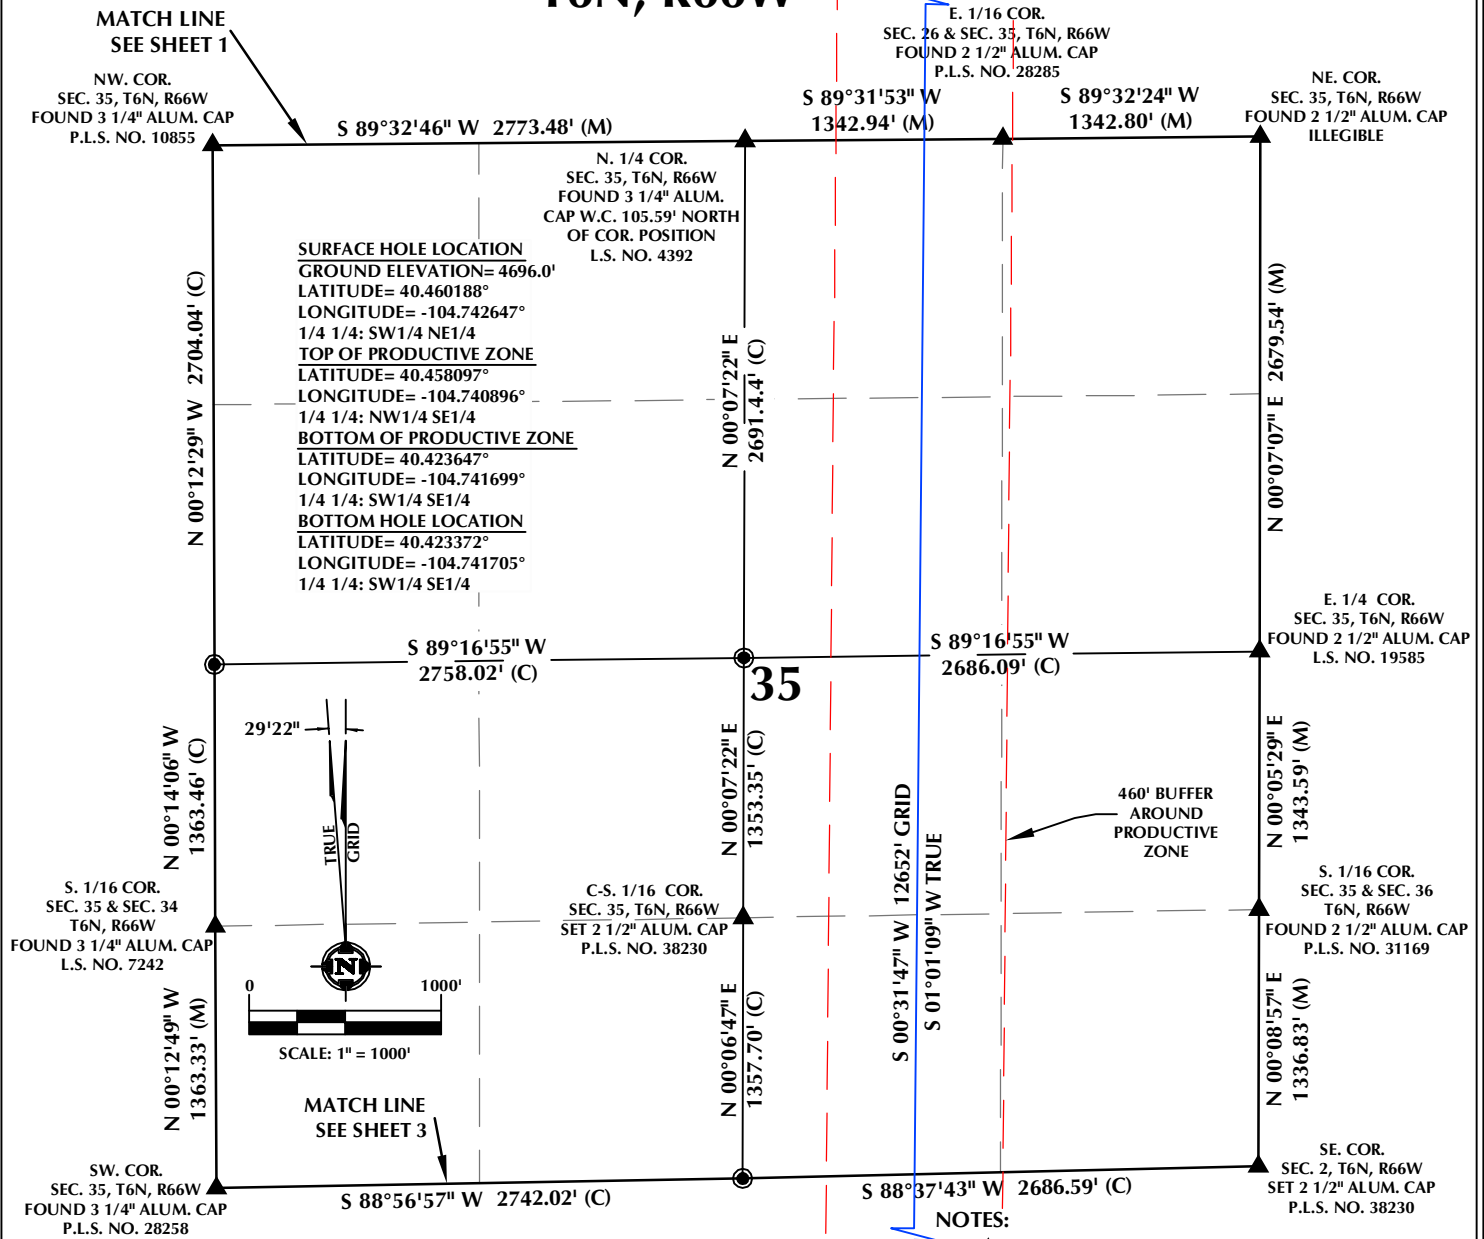 T6N, R66W
MATCH LINE
SEE SHEET 1
E. 1/16 COR.
SEC. 26 & SEC. 35, T6N, R66W
FOUND 2 1/2" ALUM. CAP
P.L.S. NO. 28285
NW. COR.
SEC. 35, T6N, R66W
FOUND 3 1/4" ALUM. CAP
P.L.S. NO. 10855
NE. COR.
SEC. 35, T6N, R66W
FOUND 2 1/2" ALUM. CAP
ILLEGIBLE
S 89°32'46" W 2773.48' (M)
S 89°31'53" W
1342.94' (M)
S 89°32'24" W
1342.80' (M)
N. 1/4 COR.
SEC. 35, T6N, R66W
FOUND 3 1/4" ALUM.
CAP W.C. 105.59' NORTH
OF COR. POSITION
L.S. NO. 4392
SURFACE HOLE LOCATION
GROUND ELEVATION= 4696.0'
LATITUDE= 40.460188°
LONGITUDE= -104.742647°
1/4 1/4: SW1/4 NE1/4
TOP OF PRODUCTIVE ZONE
LATITUDE= 40.458097°
LONGITUDE= -104.740896°
1/4 1/4: NW1/4 SE1/4
BOTTOM OF PRODUCTIVE ZONE
LATITUDE= 40.423647°
LONGITUDE= -104.741699°
1/4 1/4: SW1/4 SE1/4
BOTTOM HOLE LOCATION
LATITUDE= 40.423372°
LONGITUDE= -104.741705°
1/4 1/4: SW1/4 SE1/4
N 00°12'29" W 2704.04' (C)
N 00°07'22" E
2691.4.4' (C)
N 00°07'07" E 2679.54' (M)
E. 1/4 COR.
SEC. 35, T6N, R66W
FOUND 2 1/2" ALUM. CAP
L.S. NO. 19585
S 89°16'55" W
2758.02' (C)
S 89°16'55" W
2686.09' (C)
35
29'22"
TRUE
GRID
N 00°14'06" W
1363.46' (C)
N 00°07'22" E
1353.35' (C)
S 00°31'47" W 12652' GRID
S 01°01'09" W TRUE
460' BUFFER
AROUND
PRODUCTIVE
ZONE
N 00°05'29" E
1343.59' (M)
S. 1/16 COR.
SEC. 35 & SEC. 34
T6N, R66W
FOUND 3 1/4" ALUM. CAP
L.S. NO. 7242
C-S. 1/16 COR.
SEC. 35, T6N, R66W
SET 2 1/2" ALUM. CAP
P.L.S. NO. 38230
S. 1/16 COR.
SEC. 35 & SEC. 36
T6N, R66W
FOUND 2 1/2" ALUM. CAP
P.L.S. NO. 31169
N
0 1000'
SCALE: 1" = 1000'
N 00°12'49" W
1363.33' (M)
N 00°06'47" E
1357.70' (C)
N 00°08'57" E
1336.83' (M)
MATCH LINE
SEE SHEET 3
SW. COR.
SEC. 35, T6N, R66W
FOUND 3 1/4" ALUM. CAP
P.L.S. NO. 28258
S 88°56'57" W 2742.02' (C)
S 88°37'43" W 2686.59' (C)
SE. COR.
SEC. 2, T6N, R66W
SET 2 1/2" ALUM. CAP
P.L.S. NO. 38230
NOTES: